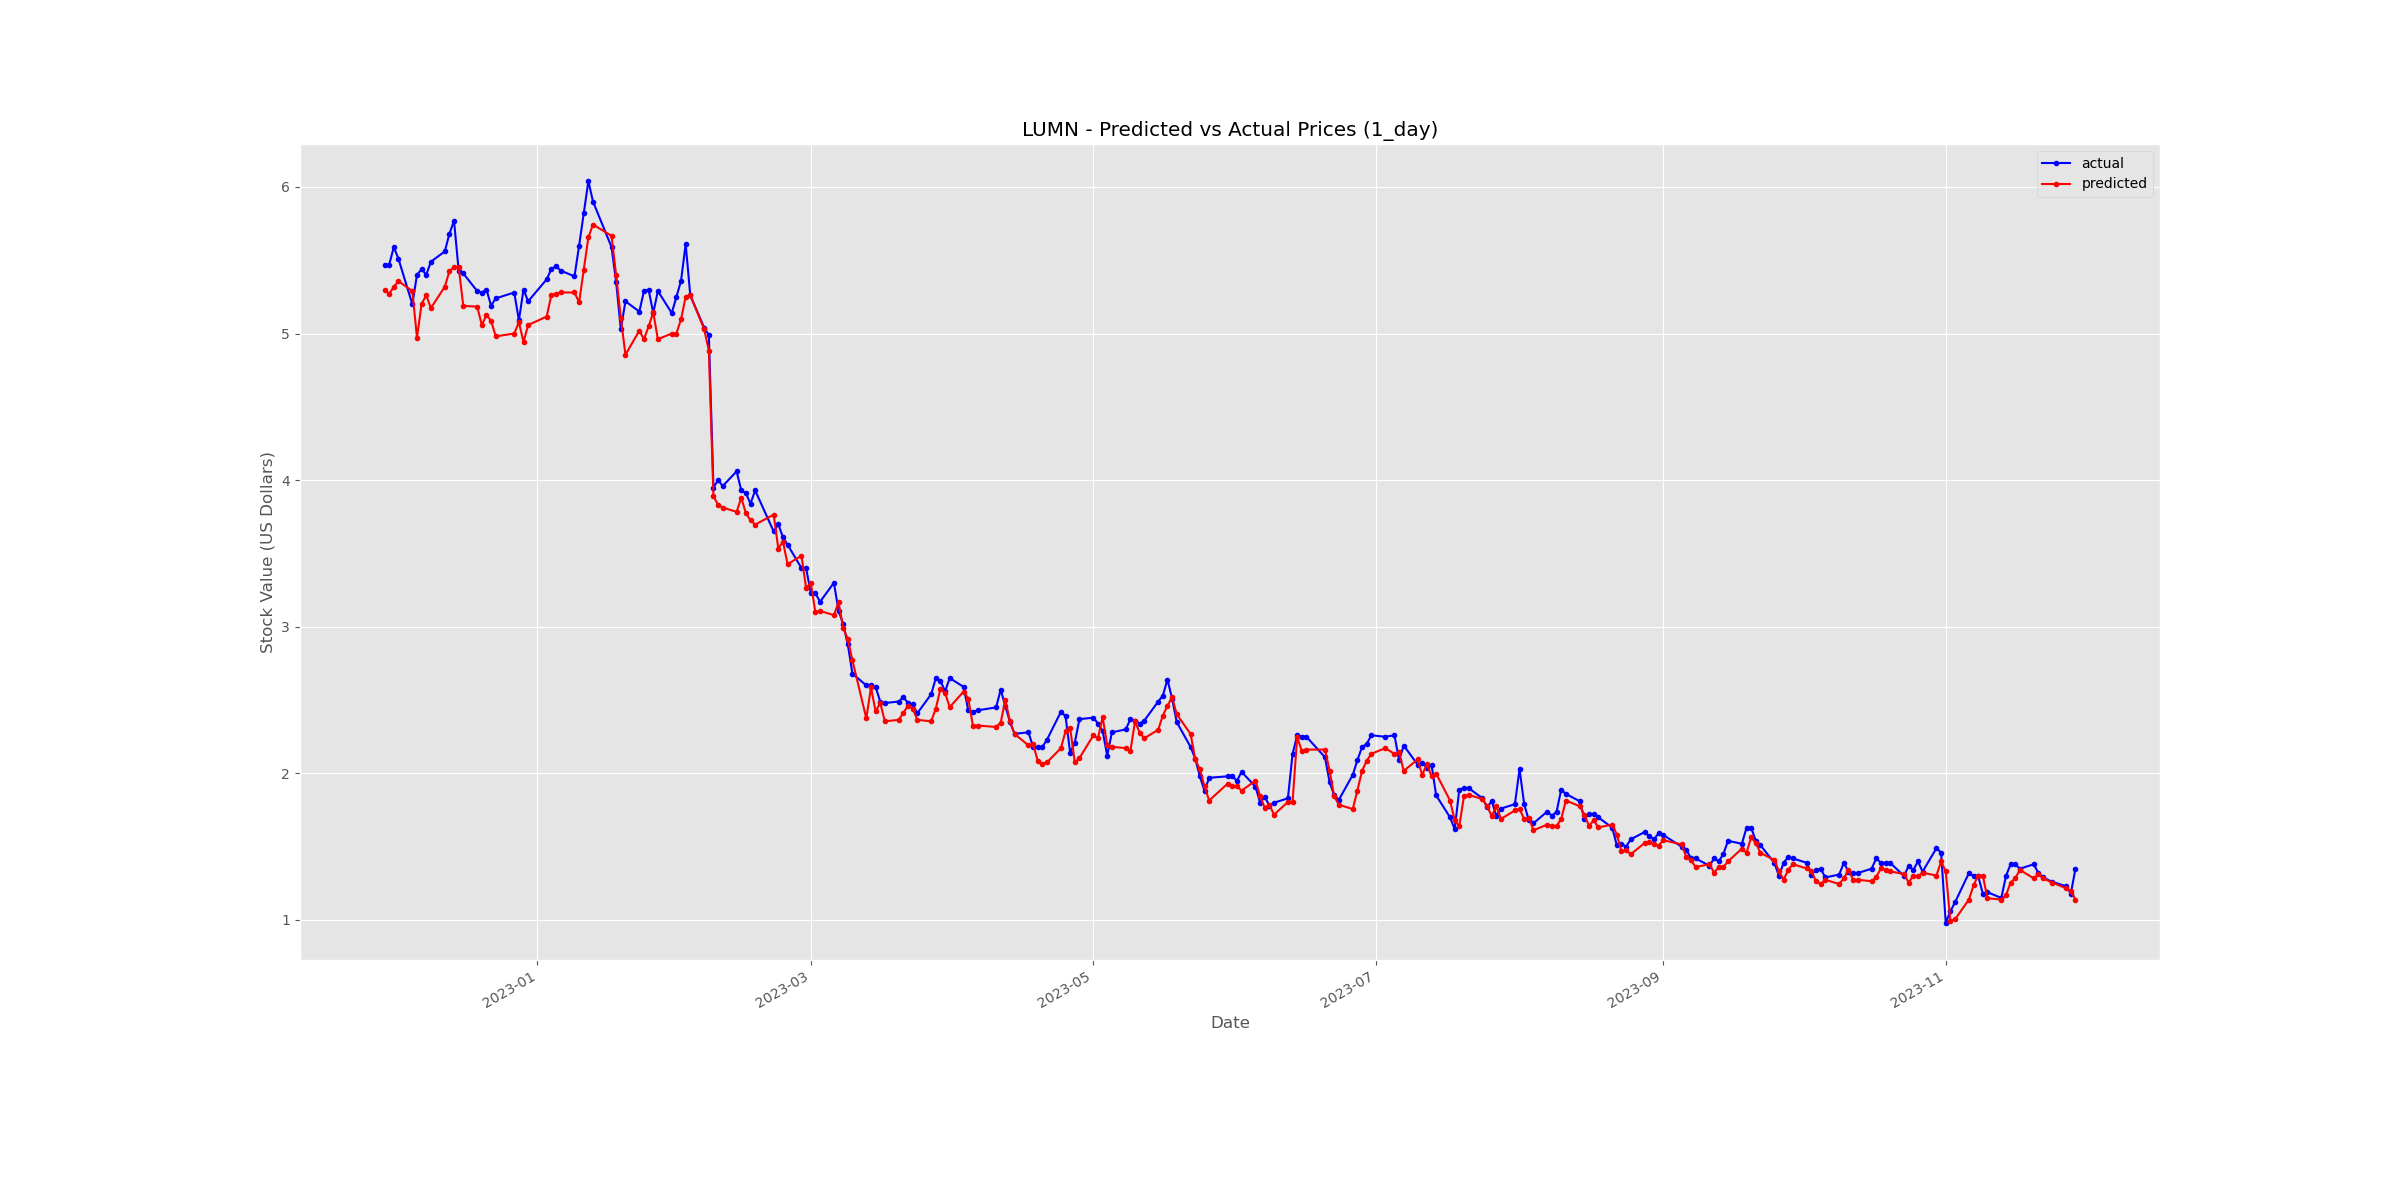 LUMN - Predicted vs Actual Prices (1_day)
actual
predicted
Stock Value (US Dollars)
6
5
4
3
2
1
2023-01
2023-03
2023-05
2023-07
2023-09
2023-11
Date